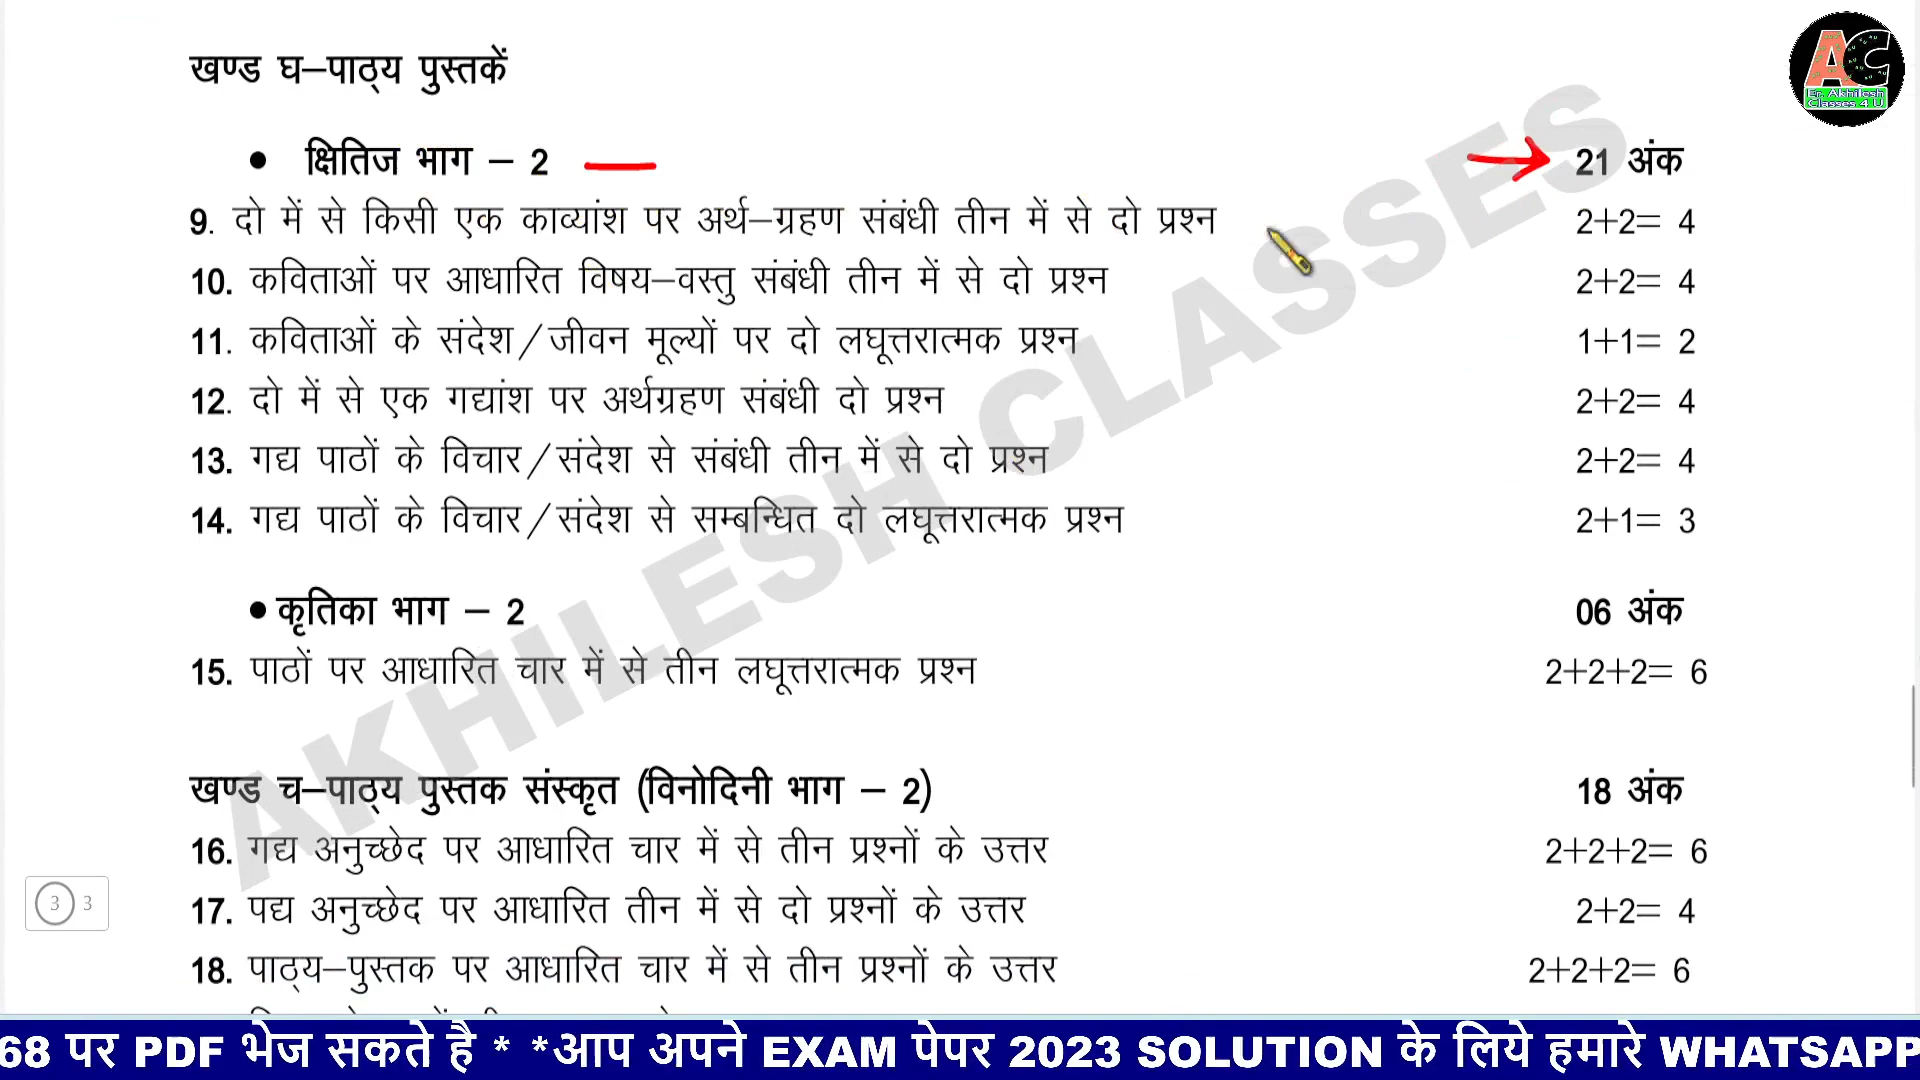 खण्ड घ–पाठ्य पुस्तकें
AC
Er. Akhilesh
Classes 4 U
• क्षितिज भाग – 2 21 अंक
9. दो में से किसी एक काव्यांश पर अर्थ–ग्रहण संबंधी तीन में से दो प्रश्न 2+2= 4
10. कविताओं पर आधारित विषय–वस्तु संबंधी तीन में से दो प्रश्न 2+2= 4
11. कविताओं के संदेश/जीवन मूल्यों पर दो लघूत्तरात्मक प्रश्न 1+1= 2
12. दो में से एक गद्यांश पर अर्थग्रहण संबंधी दो प्रश्न 2+2= 4
13. गद्य पाठों के विचार/संदेश से संबंधी तीन में से दो प्रश्न 2+2= 4
14. गद्य पाठों के विचार/संदेश से सम्बन्धित दो लघूत्तरात्मक प्रश्न 2+1= 3
• कृतिका भाग – 2 06 अंक
15. पाठों पर आधारित चार में से तीन लघूत्तरात्मक प्रश्न 2+2+2= 6
खण्ड च–पाठ्य पुस्तक संस्कृत (विनोदिनी भाग – 2) 18 अंक
16. गद्य अनुच्छेद पर आधारित चार में से तीन प्रश्नों के उत्तर 2+2+2= 6
17. पद्य अनुच्छेद पर आधारित तीन में से दो प्रश्नों के उत्तर 2+2= 4
18. पाठ्य–पुस्तक पर आधारित चार में से तीन प्रश्नों के उत्तर 2+2+2= 6
AKHILESH CLASSES
3 3
68 पर PDF भेज सकते है * *आप अपने EXAM पेपर 2023 SOLUTION के लिये हमारे WHATSAPP